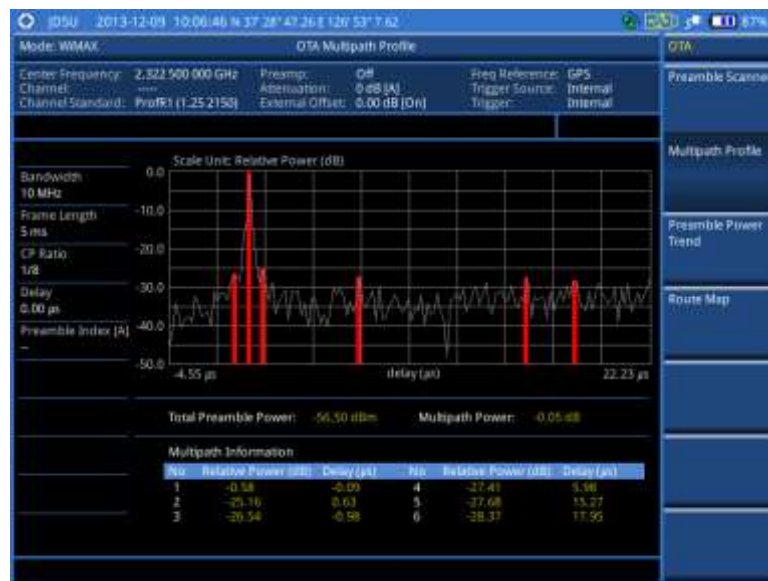 JDSU 2013-12-09 10:06:46 N 37°28'47.26 E 126°53'7.62 87%
Mode: WiMAX OTA Multipath Profile OTA
Center Frequency: 2.322 500 000 GHz Preamp: Off Freq Reference: GPS
Channel: ----- Attenuation: 0 dB [A] Trigger Source: Internal
Channel Standard: ProfR1 (1.25 2150) External Offset: 0.00 dB [On] Trigger: Internal
Preamble Scanner
Multipath Profile
Preamble Power Trend
Route Map
Bandwidth
10 MHz
Frame Length
5 ms
CP Ratio
1/8
Delay
0.00 µs
Preamble Index [A]
--
Scale Unit: Relative Power (dB)
0.0
-10.0
-20.0
-30.0
-40.0
-50.0
-4.55 µs delay(µs) 22.23 µs
Total Preamble Power: -56.50 dBm Multipath Power: -0.05 dB
Multipath Information
No Relative Power (dB) Delay (µs) No Relative Power (dB) Delay (µs)
1 -0.58 -0.09 4 -27.41 5.98
2 -25.16 0.63 5 -27.68 15.27
3 -26.54 -0.98 6 -28.37 17.95